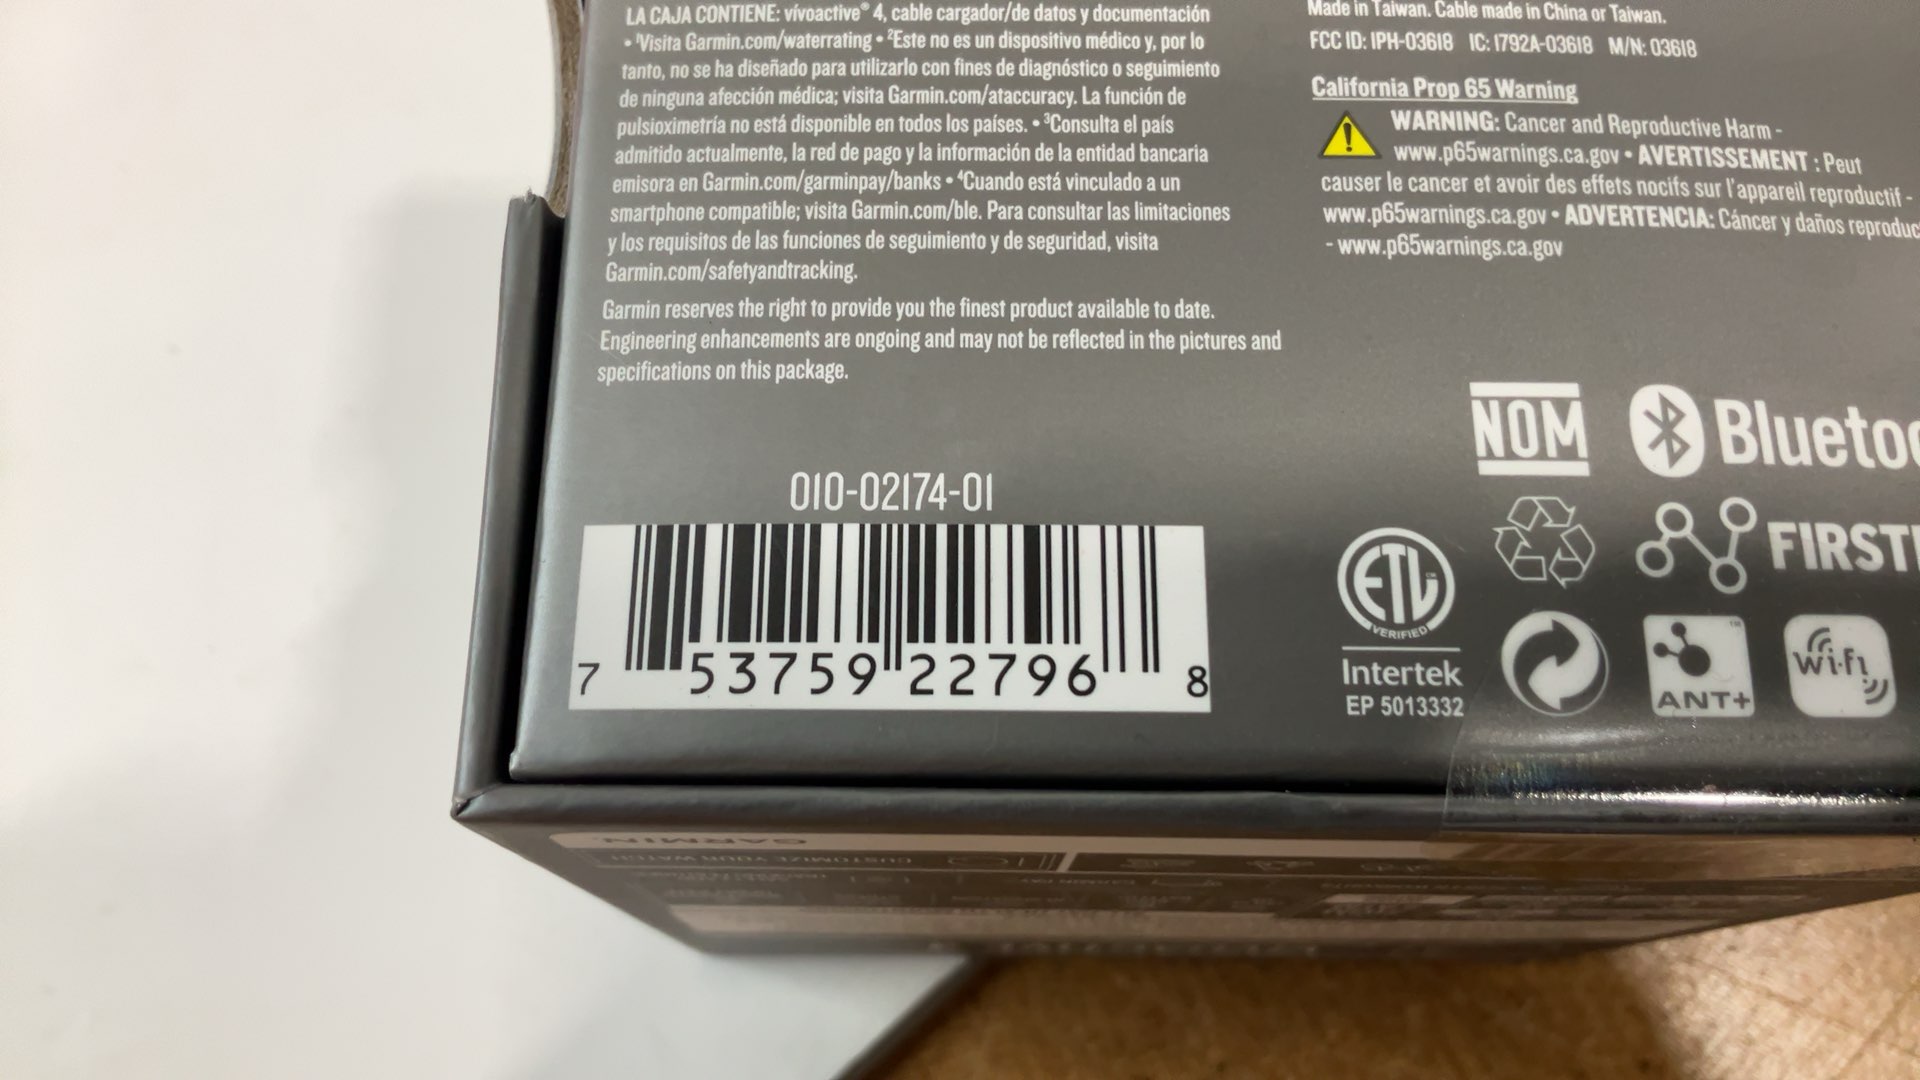 LA CAJA CONTIENE: vívoactive® 4, cable cargador/de datos y documentación
• ¹Visita Garmin.com/waterrating • ²Este no es un dispositivo médico y, por lo
tanto, no se ha diseñado para utilizarlo con fines de diagnóstico o seguimiento
de ninguna afección médica; visita Garmin.com/ataccuracy. La función de
pulsioximetría no está disponible en todos los países. • ³Consulta el país
admitido actualmente, la red de pago y la información de la entidad bancaria
emisora en Garmin.com/garminpay/banks • ⁴Cuando está vinculado a un
smartphone compatible; visita Garmin.com/ble. Para consultar las limitaciones
y los requisitos de las funciones de seguimiento y de seguridad, visita
Garmin.com/safetyandtracking.
Garmin reserves the right to provide you the finest product available to date.
Engineering enhancements are ongoing and may not be reflected in the pictures and
specifications on this package.
010-02174-01
7 53759 22796 8
Made in Taiwan. Cable made in China or Taiwan.
FCC ID: IPH-03618 IC: 1792A-03618 M/N: 03618
California Prop 65 Warning
WARNING: Cancer and Reproductive Harm -
www.p65warnings.ca.gov • AVERTISSEMENT : Peut
causer le cancer et avoir des effets nocifs sur l'appareil reproductif -
www.p65warnings.ca.gov • ADVERTENCIA: Cáncer y daños reproduc
- www.p65warnings.ca.gov
NOM
Bluetoo
FIRST
ETL
VERIFIED
Intertek
EP 5013332
ANT+
Wi-Fi
GARMIN
CUSTOMIZE YOUR WATCH